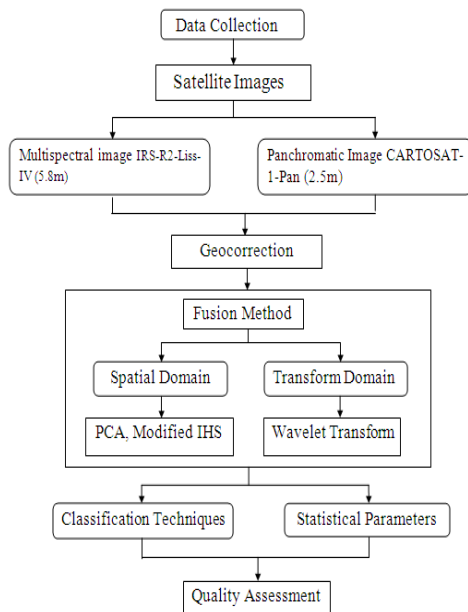 Data Collection
Satellite Images
Multispectral image IRS-R2-Liss-
IV (5.8m)
Panchromatic Image CARTOSAT-
1-Pan (2.5m)
Geocorrection
Fusion Method
Spatial Domain
Transform Domain
PCA, Modified IHS
Wavelet Transform
Classification Techniques
Statistical Parameters
Quality Assessment